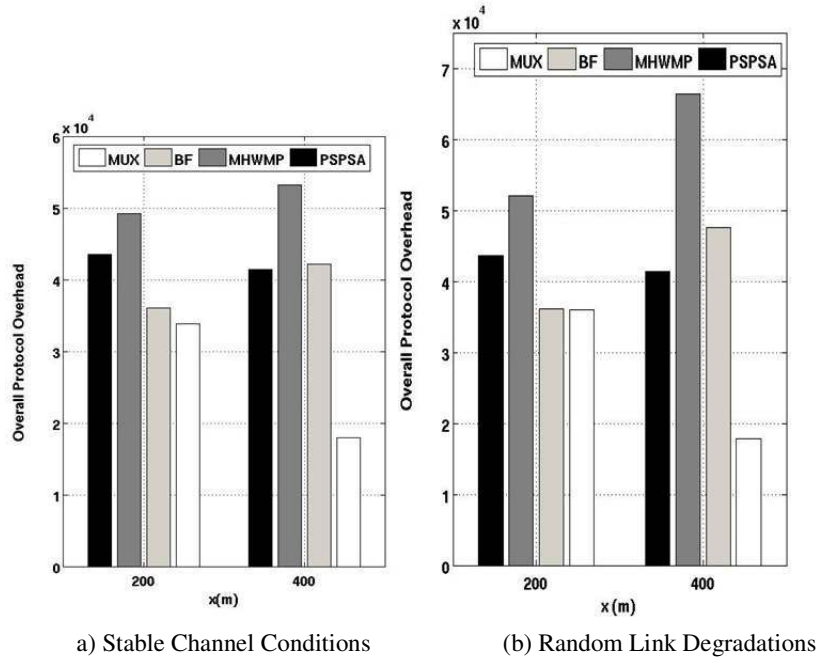 x 10^4
6
5
4
3
2
1
0
Overall Protocol Overhead
MUX BF MHWMP PSPSA
200 400
x(m)
a) Stable Channel Conditions
x 10^4
7
6
5
4
3
2
1
0
Overall Protocol Overhead
MUX BF MHWMP PSPSA
200 400
x (m)
(b) Random Link Degradations